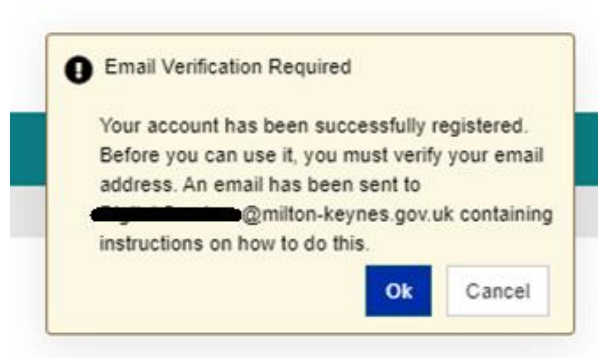 Email Verification Required
Your account has been successfully registered.
Before you can use it, you must verify your email
address. An email has been sent to
@milton-keynes.gov.uk containing
instructions on how to do this.
Ok
Cancel